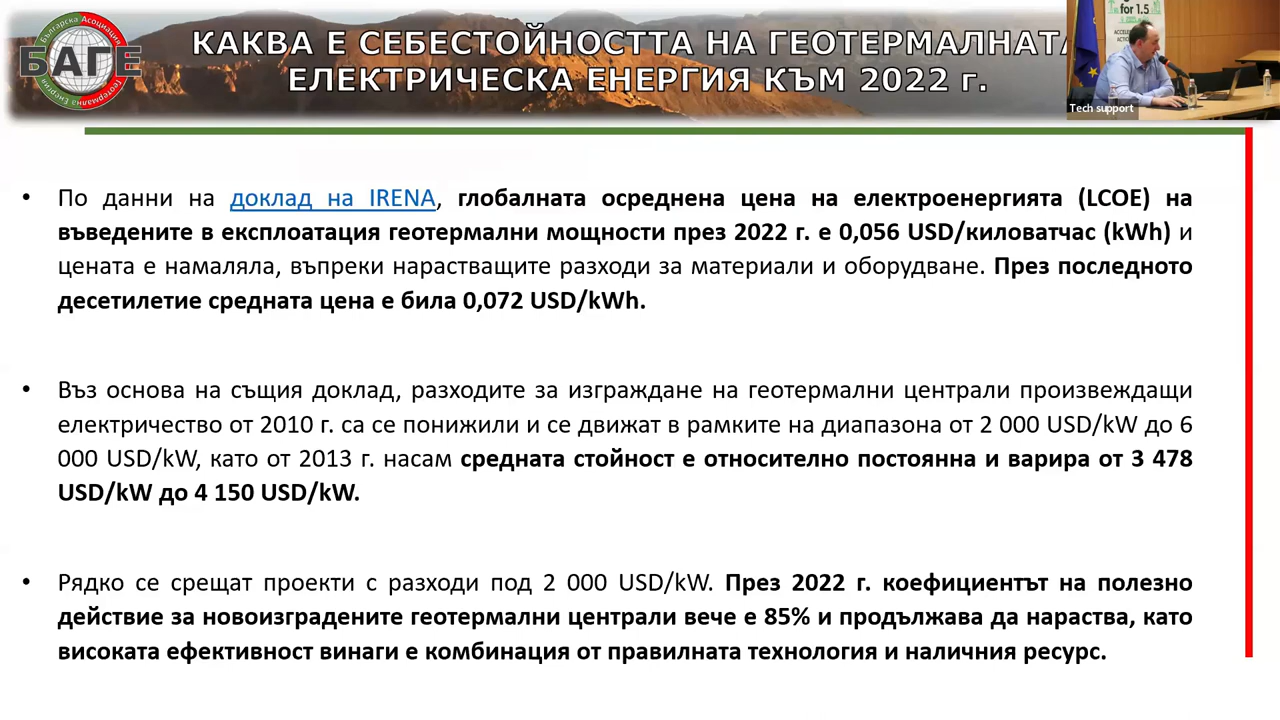 Българска Асоциация
БАГЕ
Геотермална Енергия
КАКВА Е СЕБЕСТОЙНОСТТА НА ГЕОТЕРМАЛНАТА
ЕЛЕКТРИЧЕСКА ЕНЕРГИЯ КЪМ 2022 г.
for 1.5
Tech support
• По данни на доклад на IRENA, глобалната осреднена цена на електроенергията (LCOE) на
въведените в експлоатация геотермални мощности през 2022 г. е 0,056 USD/киловатчас (kWh) и
цената е намаляла, въпреки нарастващите разходи за материали и оборудване. През последното
десетилетие средната цена е била 0,072 USD/kWh.
• Въз основа на същия доклад, разходите за изграждане на геотермални централи произвеждащи
електричество от 2010 г. са се понижили и се движат в рамките на диапазона от 2 000 USD/kW до 6
000 USD/kW, като от 2013 г. насам средната стойност е относително постоянна и варира от 3 478
USD/kW до 4 150 USD/kW.
• Рядко се срещат проекти с разходи под 2 000 USD/kW. През 2022 г. коефициентът на полезно
действие за новоизградените геотермални централи вече е 85% и продължава да нараства, като
високата ефективност винаги е комбинация от правилната технология и наличния ресурс.